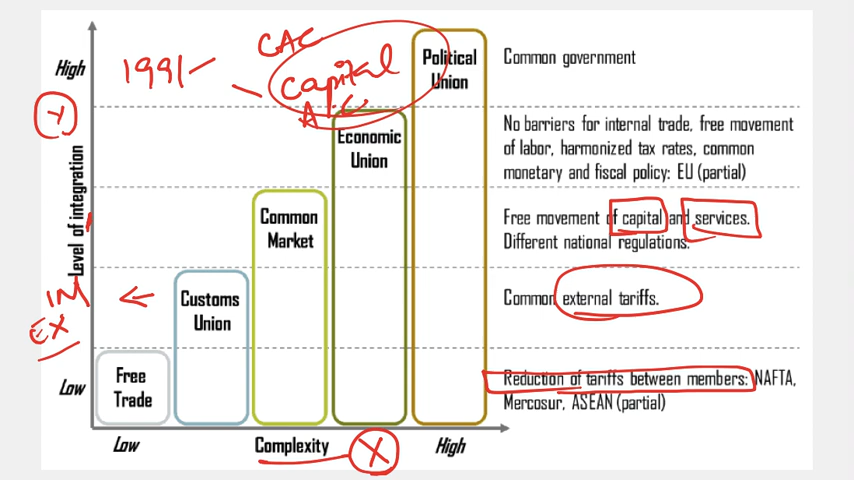 CAC
1991-
capital
A/C
High
Political
Union
Common government
Y
Economic
Union
No barriers for internal trade, free movement
of labor, harmonized tax rates, common
monetary and fiscal policy: EU (partial)
Level of integration
Common
Market
Free movement of capital and services.
Different national regulations.
IM
EX
Customs
Union
Common external tariffs.
Low
Free
Trade
Reduction of tariffs between members: NAFTA,
Mercosur, ASEAN (partial)
Low
Complexity
X
High